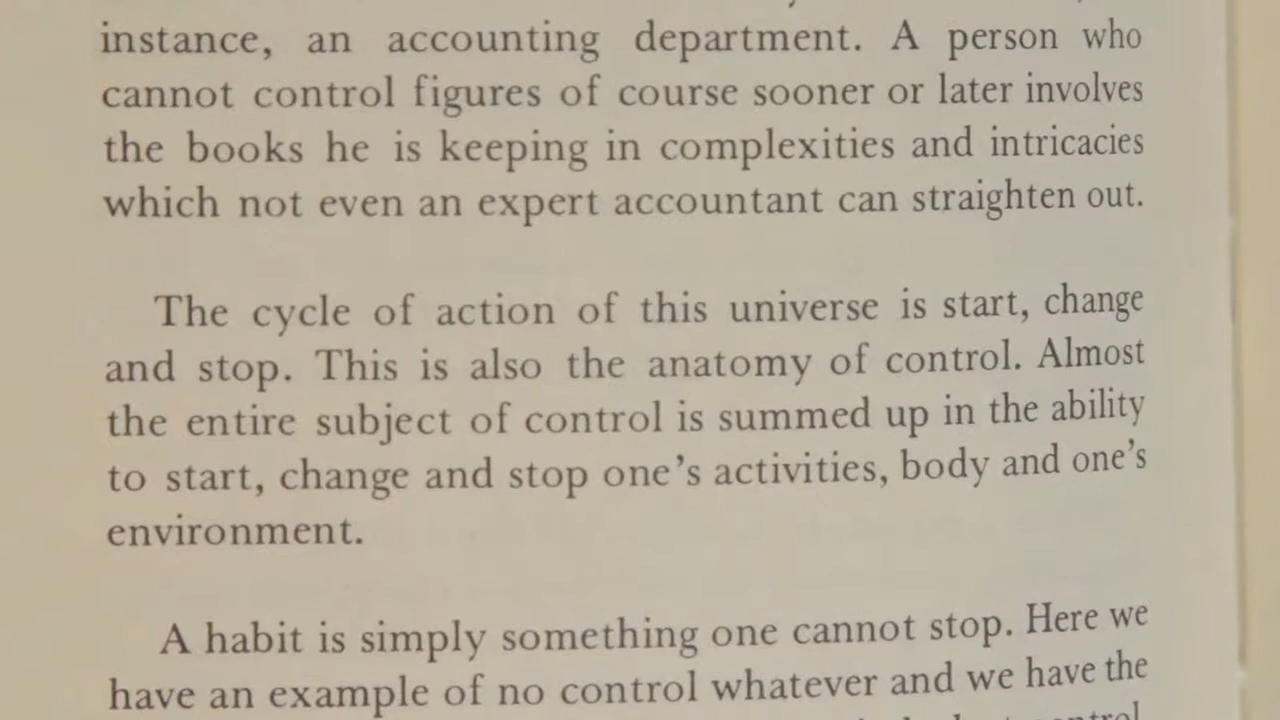 instance, an accounting department. A person who
cannot control figures of course sooner or later involves
the books he is keeping in complexities and intricacies
which not even an expert accountant can straighten out.
The cycle of action of this universe is start, change
and stop. This is also the anatomy of control. Almost
the entire subject of control is summed up in the ability
to start, change and stop one's activities, body and one's
environment.
A habit is simply something one cannot stop. Here we
have an example of no control whatever and we have the